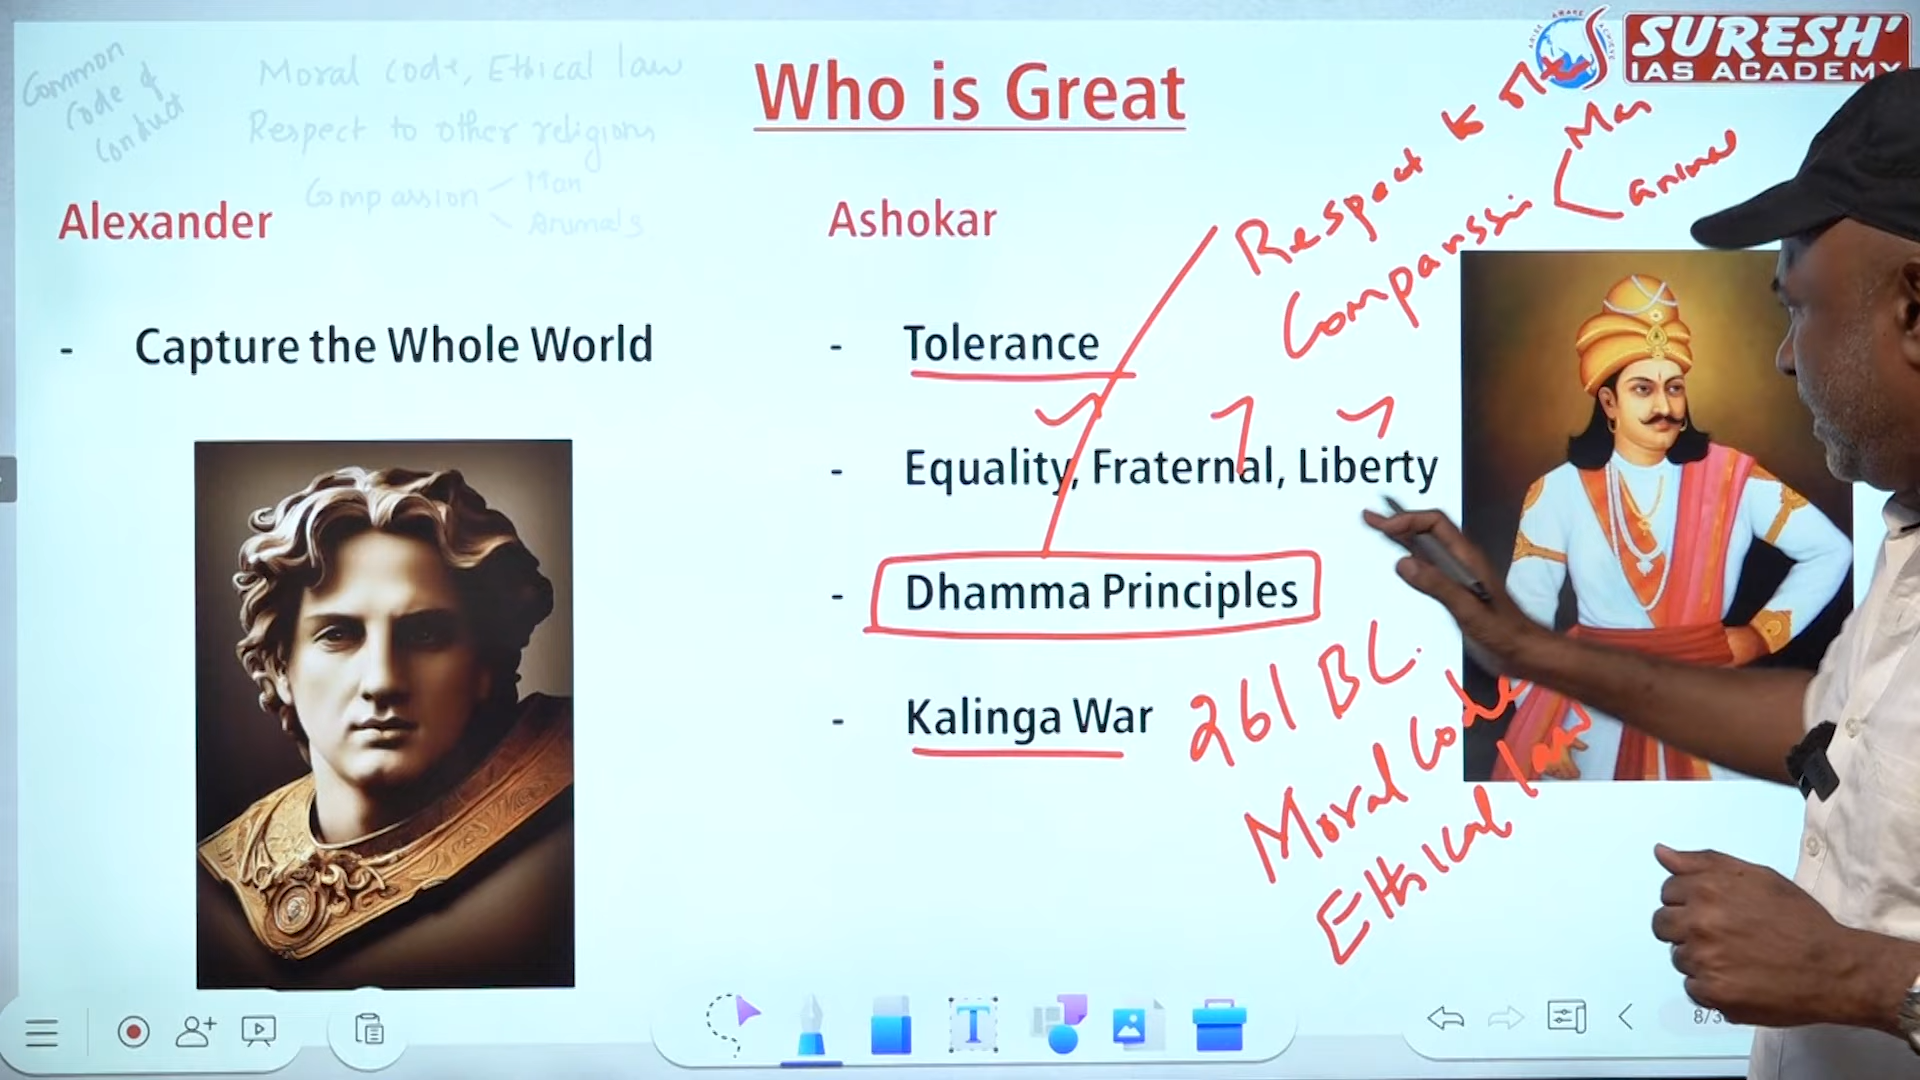 SURESH'
IAS ACADEMY
Common
Code of
Conduct
Moral code, Ethical law
Respect to other religions
Compassion
Man
Animals
Who is Great
Alexander
- Capture the Whole World
Ashokar
- Tolerance
- Equality, Fraternal, Liberty
- Dhamma Principles
- Kalinga War
261 BC.
Moral Code
Ethical law
Respect to
Man
animal
T